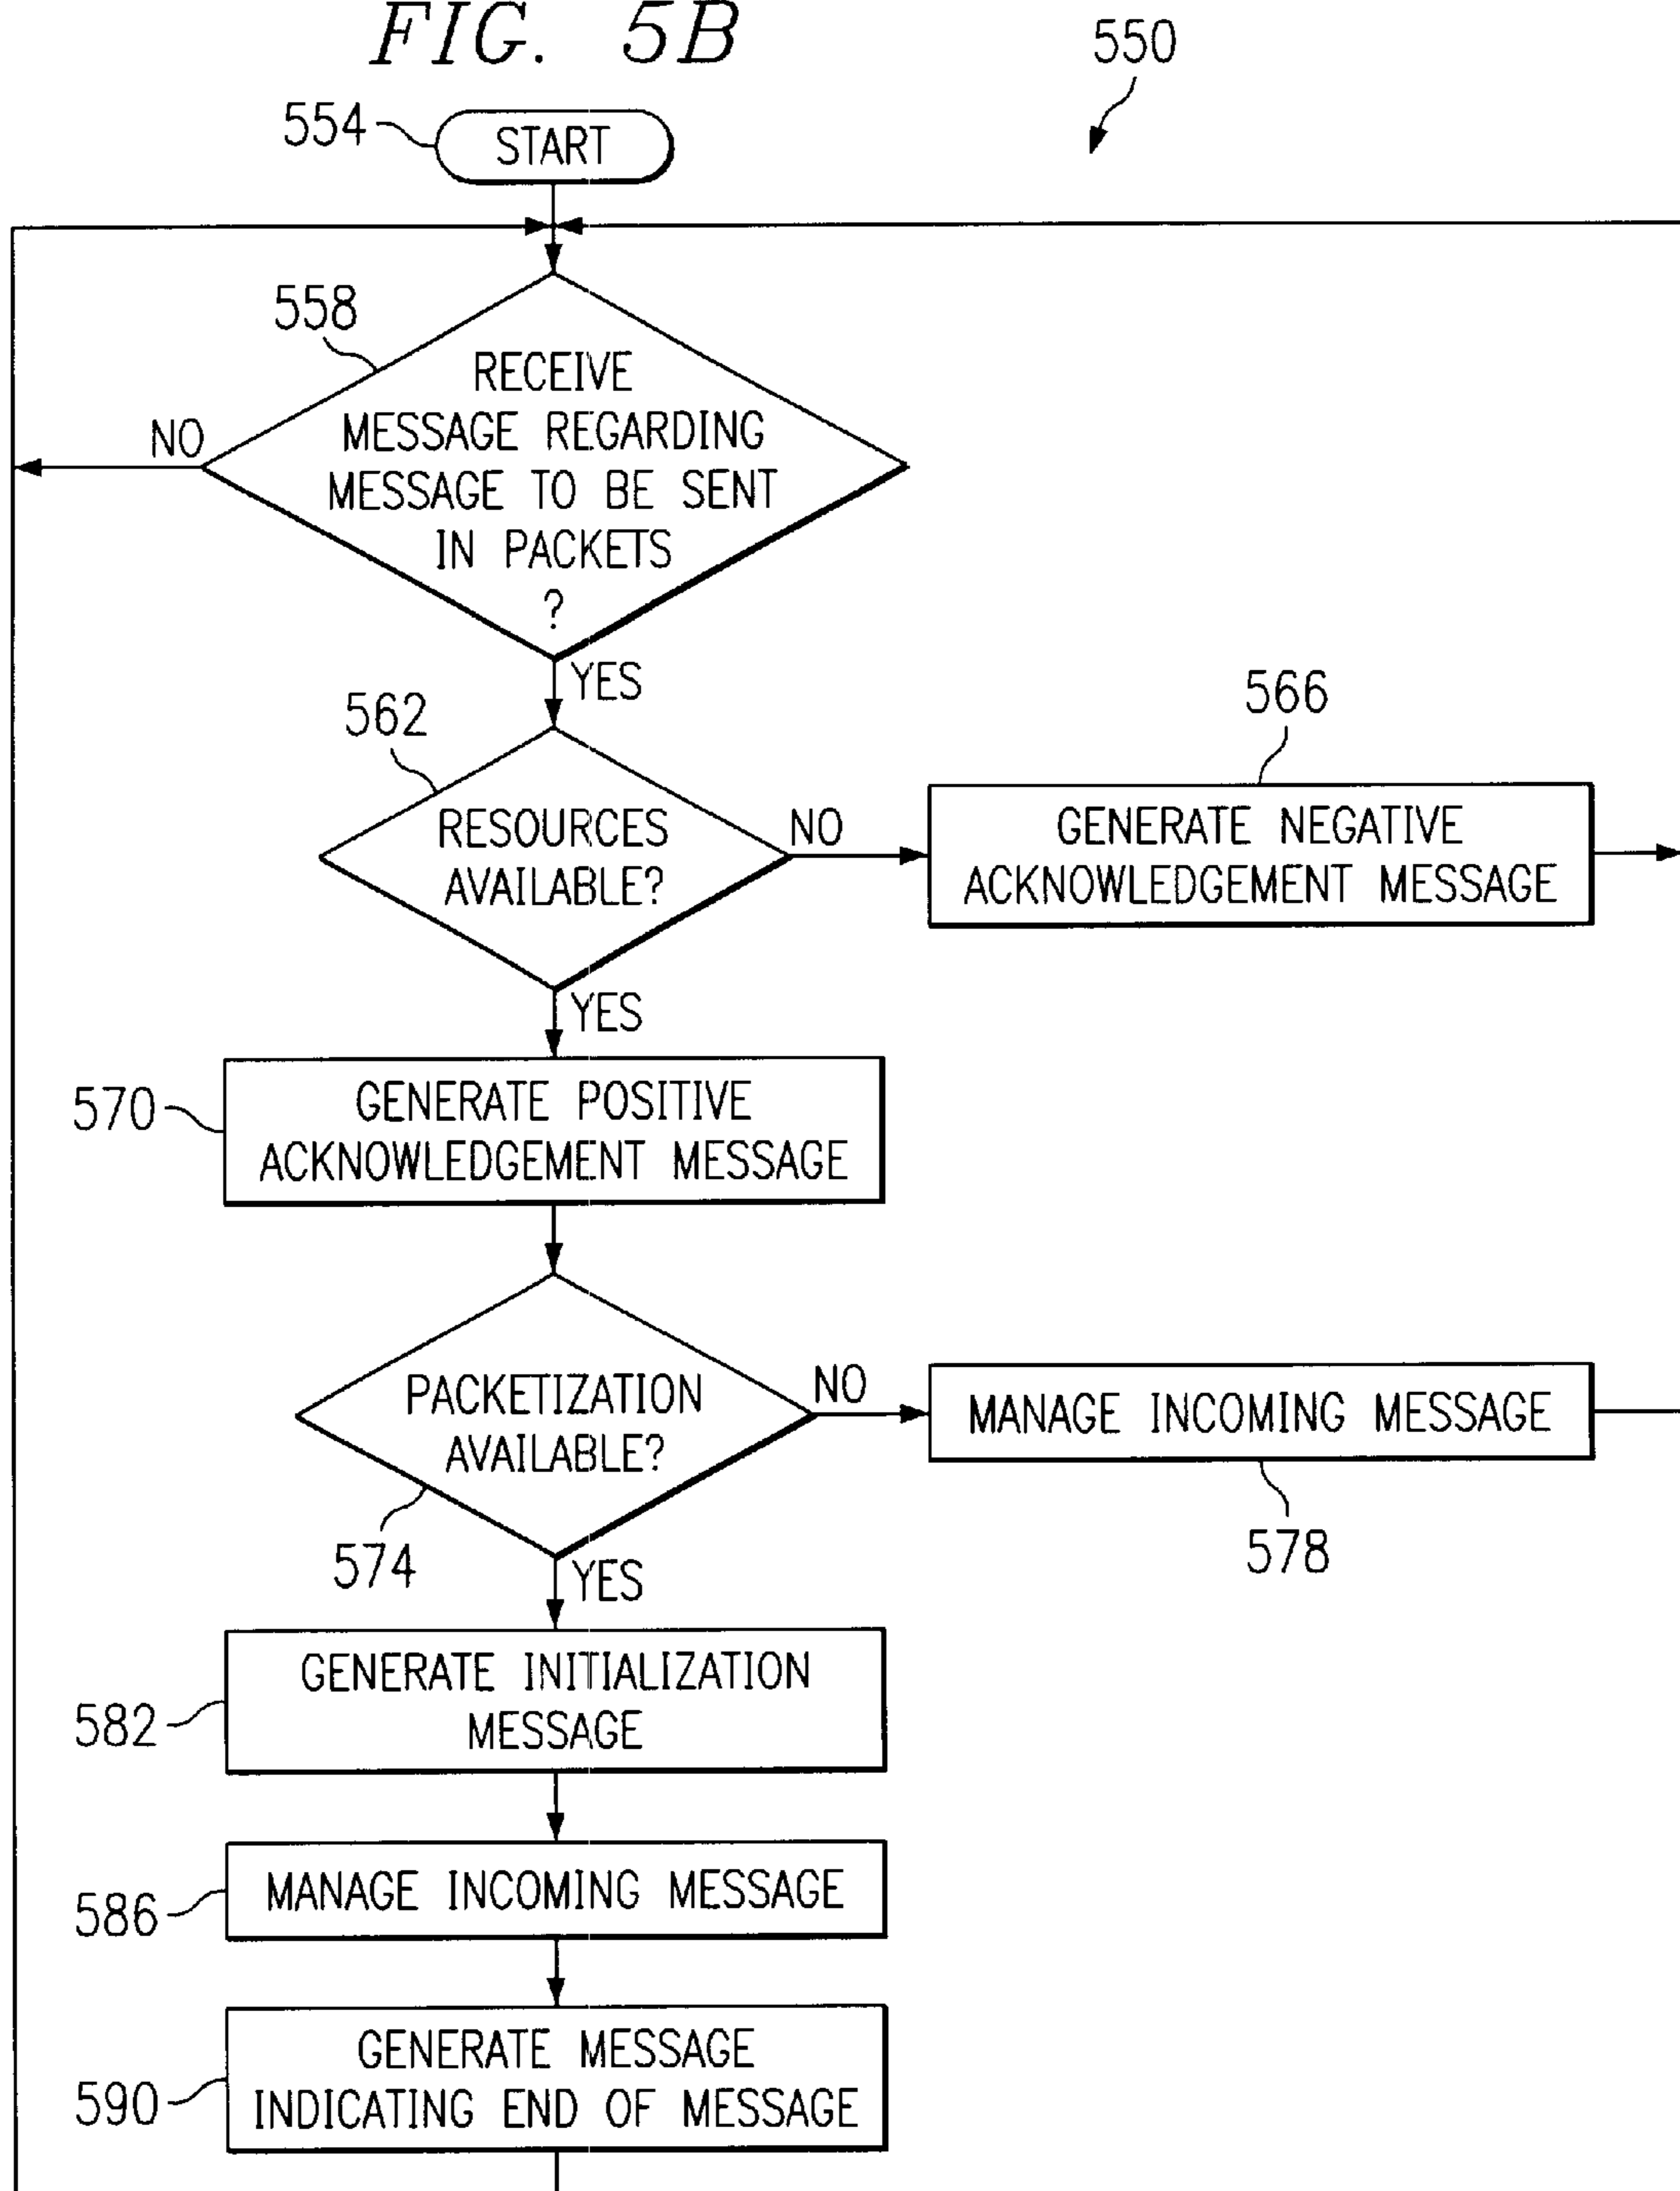 FIG. 5B
550
554
START
558
RECEIVE
MESSAGE REGARDING
MESSAGE TO BE SENT
IN PACKETS
?
NO
YES
562
RESOURCES
AVAILABLE?
NO
566
GENERATE NEGATIVE
ACKNOWLEDGEMENT MESSAGE
YES
570
GENERATE POSITIVE
ACKNOWLEDGEMENT MESSAGE
PACKETIZATION
AVAILABLE?
574
NO
MANAGE INCOMING MESSAGE
578
YES
GENERATE INITIALIZATION
MESSAGE
582
MANAGE INCOMING MESSAGE
586
GENERATE MESSAGE
INDICATING END OF MESSAGE
590